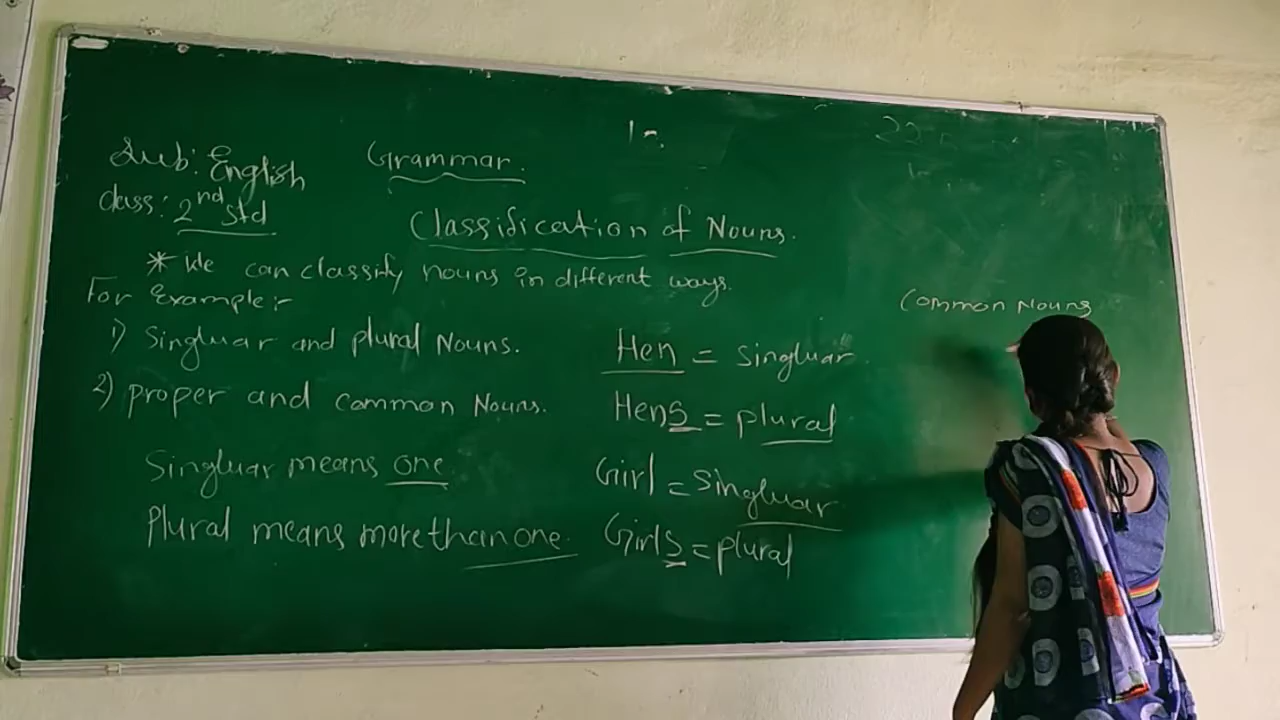 Sub: English
Grammar.
class: 2nd std
Classification of Nouns.
* We can classify nouns in different ways.
For Example:-
1) Singluar and plural Nouns.
2) proper and common Nouns.
Singluar means one
Plural means more than one.
Hen = Singluar.
Hens = plural
Girl = Singluar
Girls = plural
Common Nouns